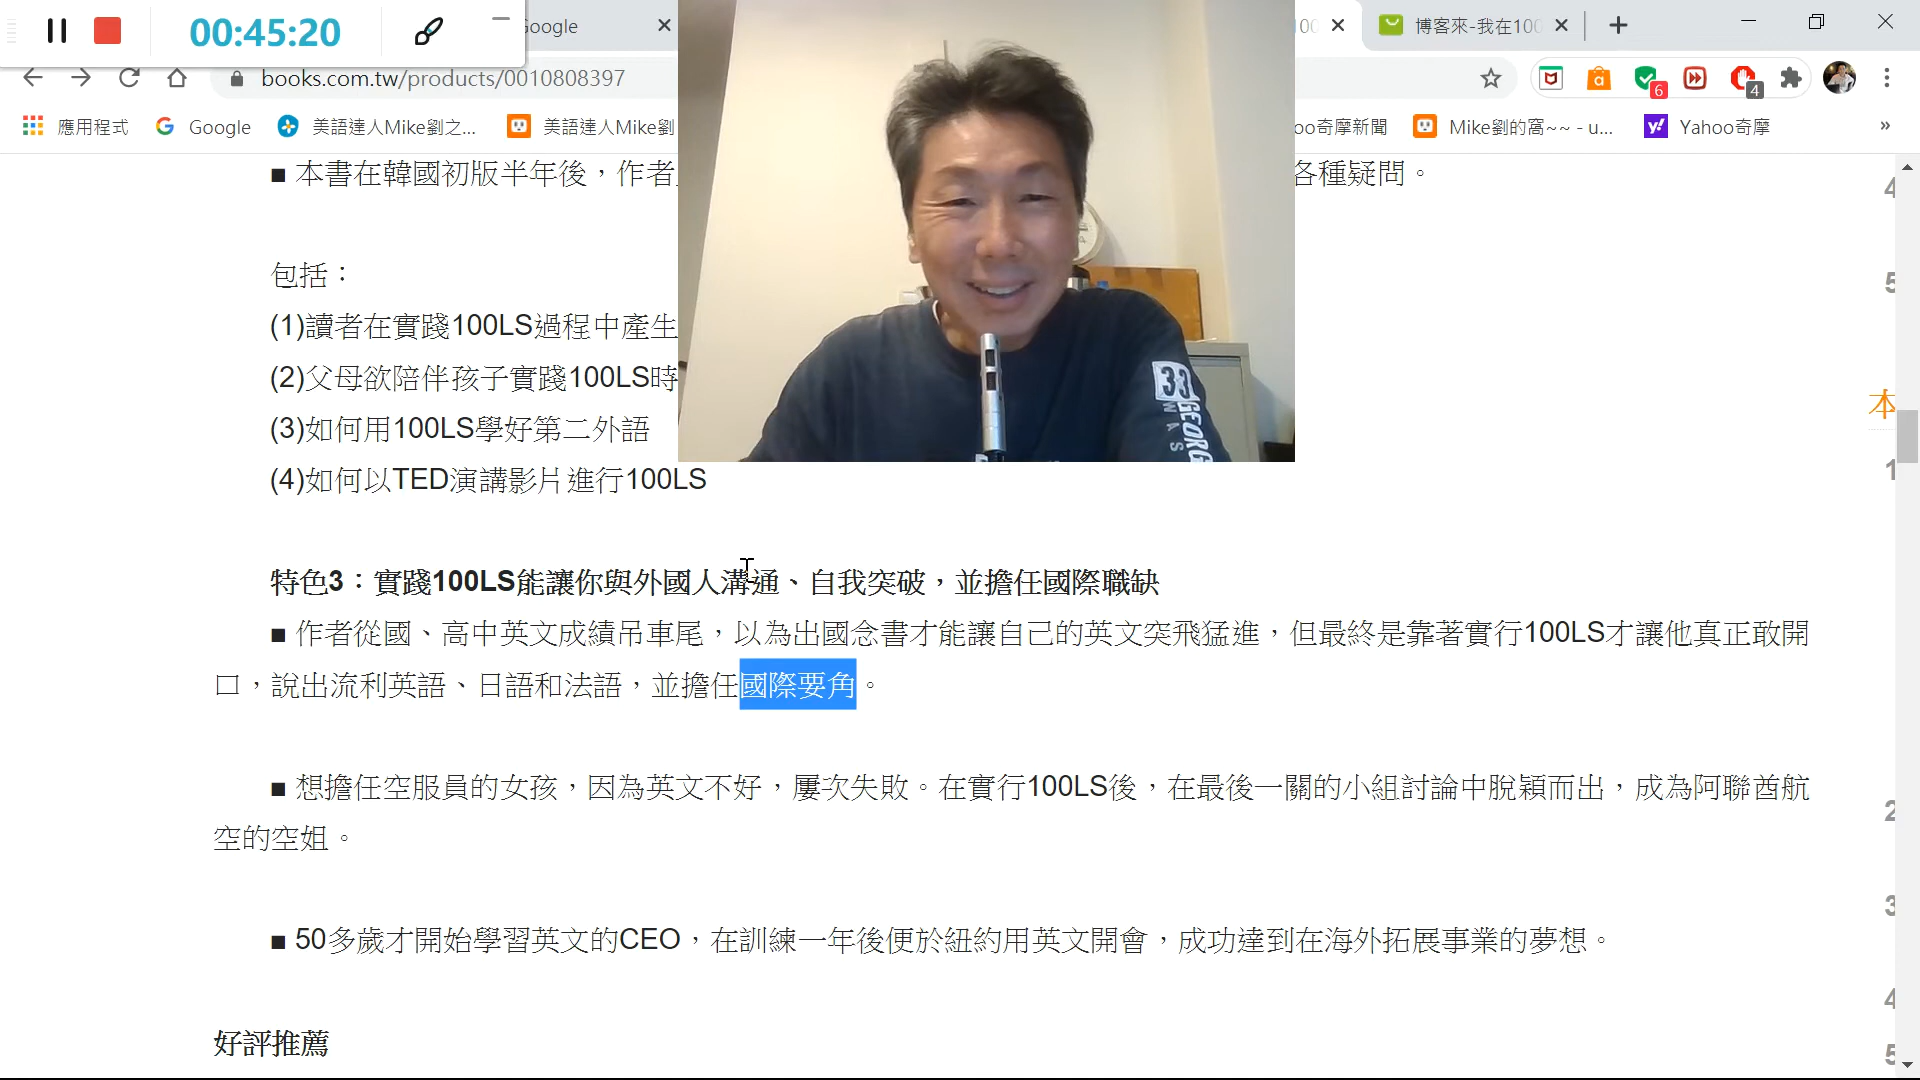 00:45:20
Google
博客來-我在100
books.com.tw/products/0010808397
6
4
應用程式
Google
美語達人Mike劉之...
美語達人Mike劉
oo奇摩新聞
Mike劉的窩~~ - u...
Yahoo奇摩
»
■ 本書在韓國初版半年後，作者
各種疑問。
包括：
(1)讀者在實踐100LS過程中產生
(2)父母欲陪伴孩子實踐100LS時
(3)如何用100LS學好第二外語
(4)如何以TED演講影片進行100LS
33
GEORG
WAS
特色3：實踐100LS能讓你與外國人溝通、自我突破，並擔任國際職缺
■ 作者從國、高中英文成績吊車尾，以為出國念書才能讓自己的英文突飛猛進，但最終是靠著實行100LS才讓他真正敢開
口，說出流利英語、日語和法語，並擔任國際要角。
■ 想擔任空服員的女孩，因為英文不好，屢次失敗。在實行100LS後，在最後一關的小組討論中脫穎而出，成為阿聯酋航
空的空姐。
■ 50多歲才開始學習英文的CEO，在訓練一年後便於紐約用英文開會，成功達到在海外拓展事業的夢想。
好評推薦
4
5
本
1
2
3
4
5